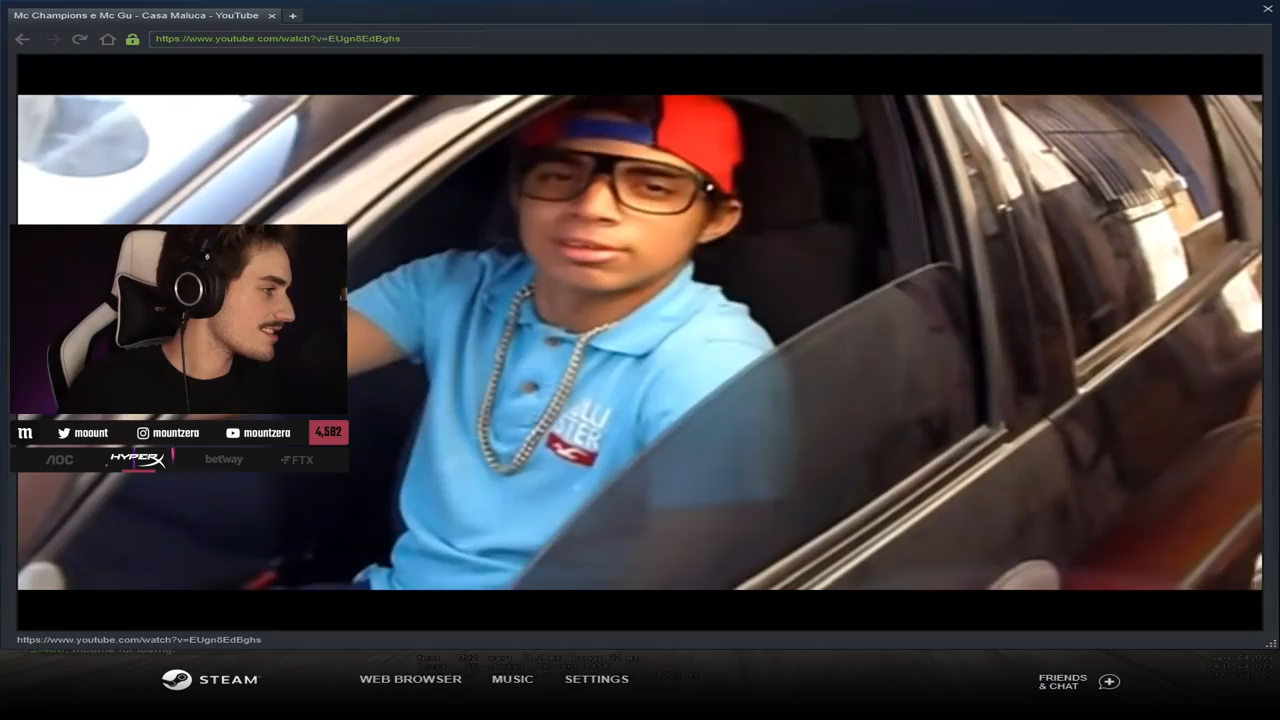 Mc Champions e Mc Gu - Casa Maluca - YouTube
https://www.youtube.com/watch?v=EUgn8EdBghs
m moount mountzera mountzera 4,582
AOC HYPERX betway FTX
https://www.youtube.com/watch?v=EUgn8EdBghs
STEAM WEB BROWSER MUSIC SETTINGS
FRIENDS
& CHAT